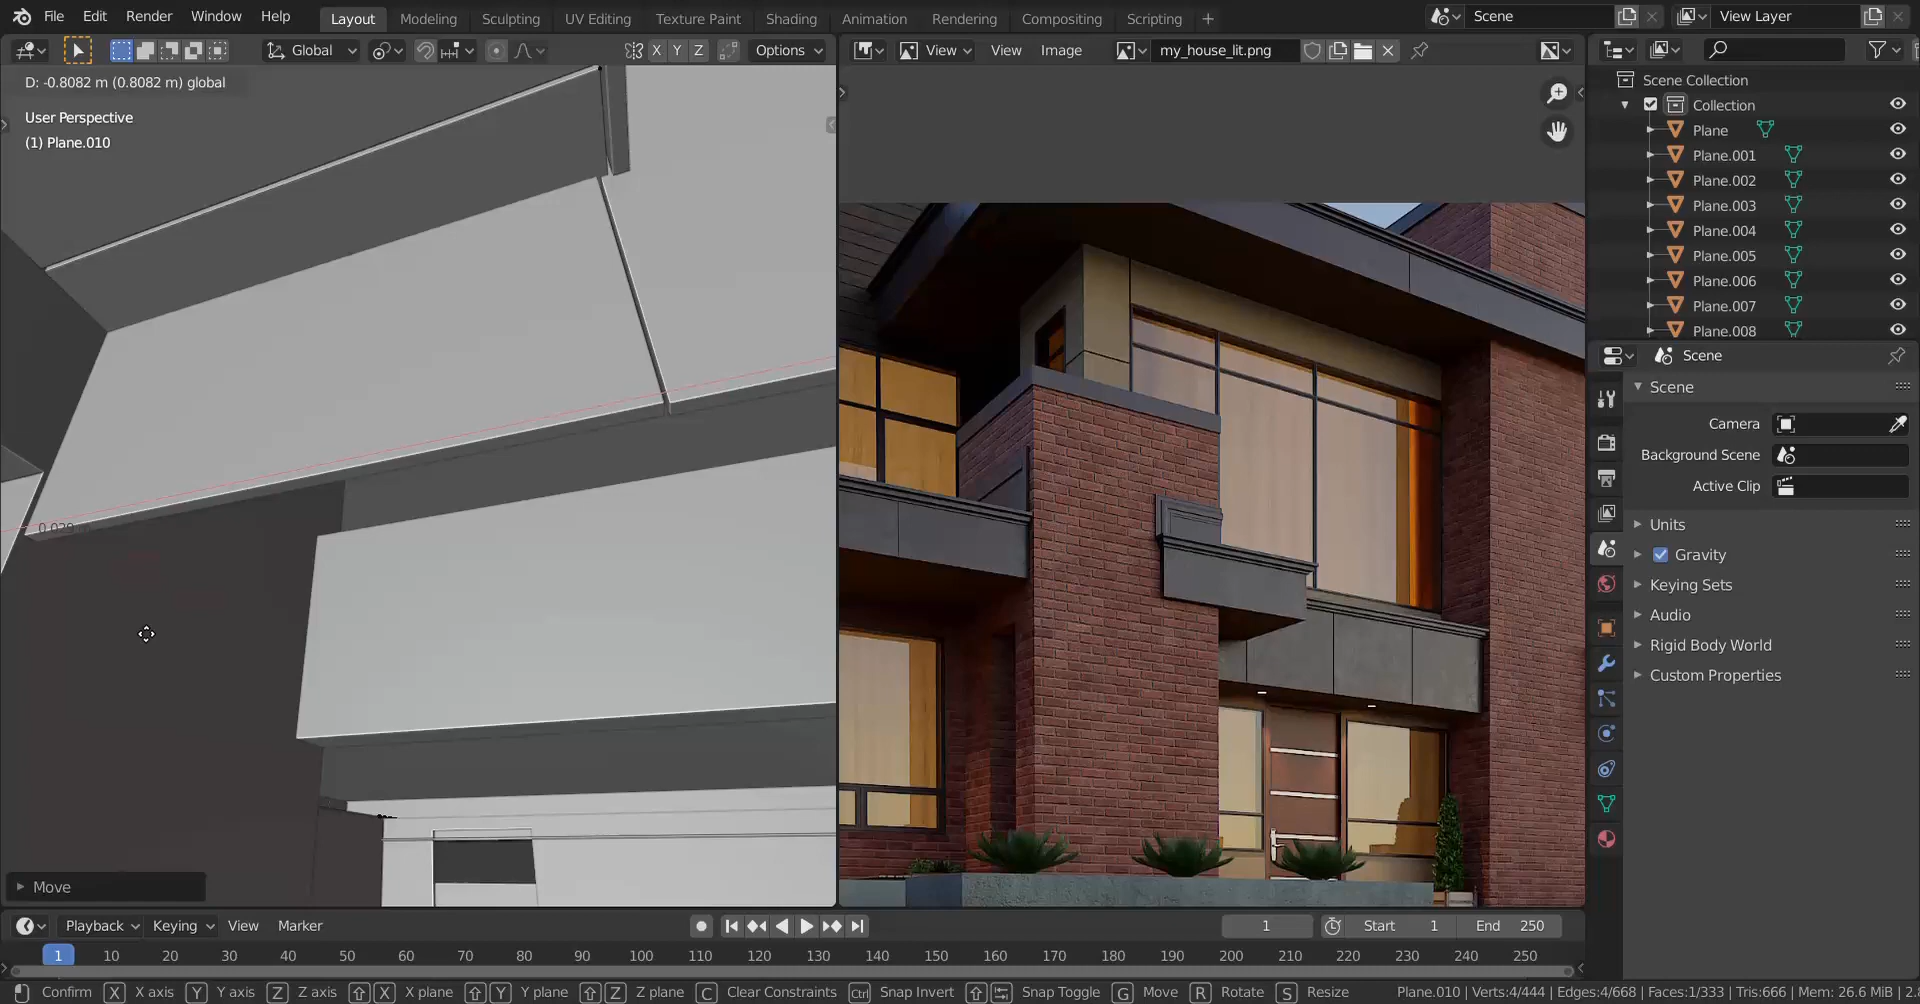 File Edit Render Window Help Layout Modeling Sculpting UV Editing Texture Paint Shading Animation Rendering Compositing Scripting + Scene View Layer
Global X Y Z Options View View Image my_house_lit.png
D: -0.8082 m (0.8082 m) global
User Perspective
(1) Plane.010
Scene Collection
Collection
Plane
Plane.001
Plane.002
Plane.003
Plane.004
Plane.005
Plane.006
Plane.007
Plane.008
Scene
Scene
Camera
Background Scene
Active Clip
Units
Gravity
Keying Sets
Audio
Rigid Body World
Custom Properties
Move
Playback Keying View Marker 1 Start 1 End 250
1 10 20 30 40 50 60 70 80 90 100 110 120 130 140 150 160 170 180 190 200 210 220 230 240 250
Confirm X X axis Y Y axis Z Z axis X X plane Y Y plane Z Z plane C Clear Constraints Ctrl Snap Invert Snap Toggle G Move R Rotate S Resize Plane.010 | Verts:4/444 | Edges:4/668 | Faces:1/333 | Tris:666 | Mem: 26.6 MiB | 2.